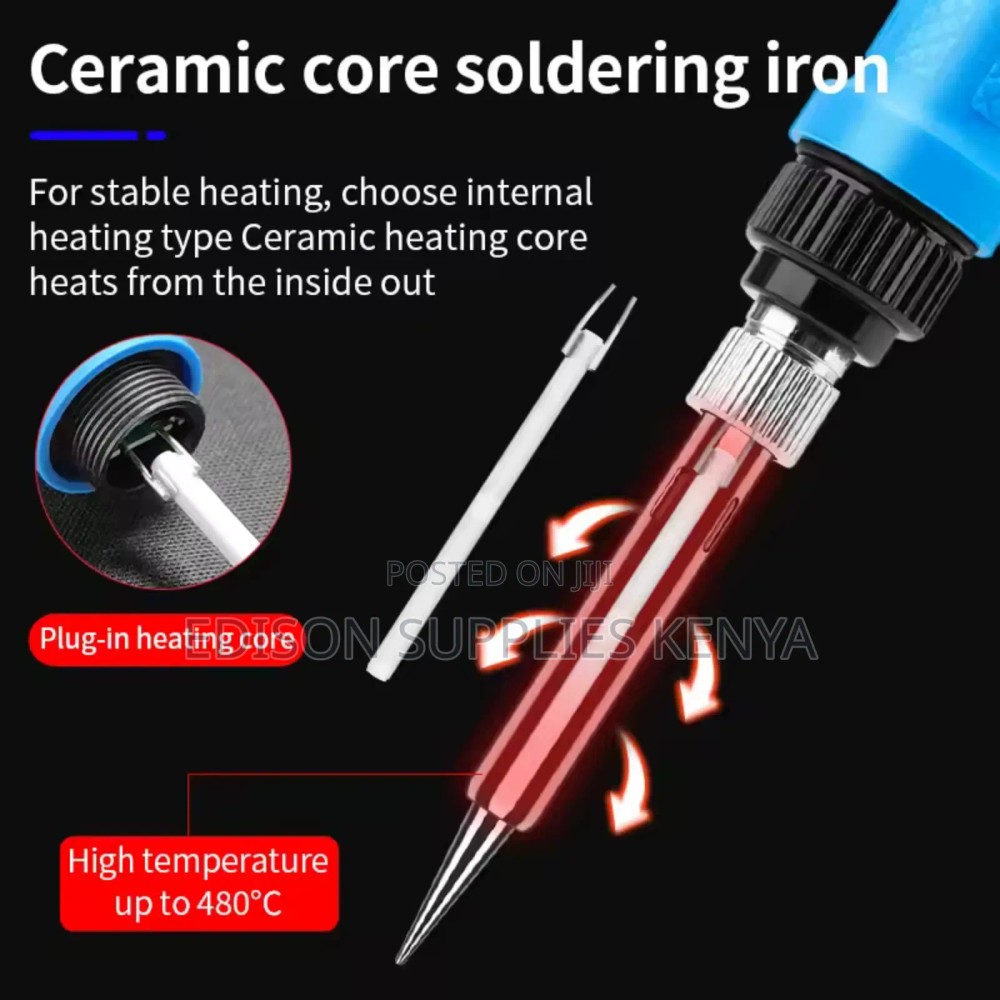 Ceramic core soldering iron
For stable heating, choose internal
heating type Ceramic heating core
heats from the inside out
POSTED ON JIJI
EDISON SUPPLIES KENYA
Plug-in heating core
High temperature
up to 480°C